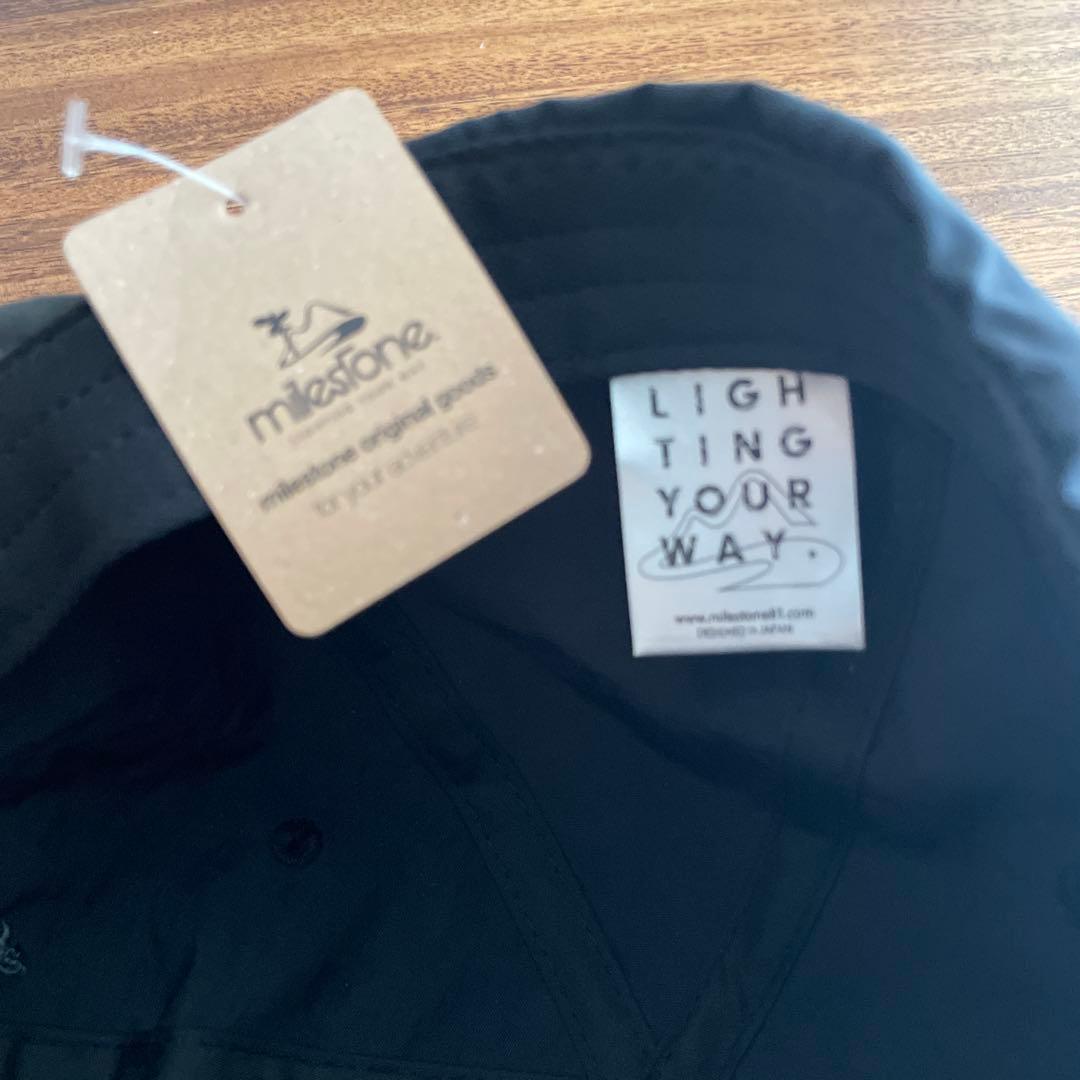 milestone
milestone original goods
for your adventure
LIGH
TING
YOUR
WAY.
www.milestone81.com
DESIGNED IN JAPAN